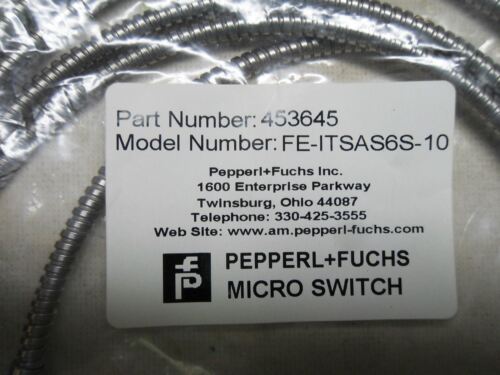 Part Number: 453645
Model Number: FE-ITSAS6S-10
Pepperl+Fuchs Inc.
1600 Enterprise Parkway
Twinsburg, Ohio 44087
Telephone: 330-425-3555
Web Site: www.am.pepperl-fuchs.com
PEPPERL+FUCHS
MICRO SWITCH